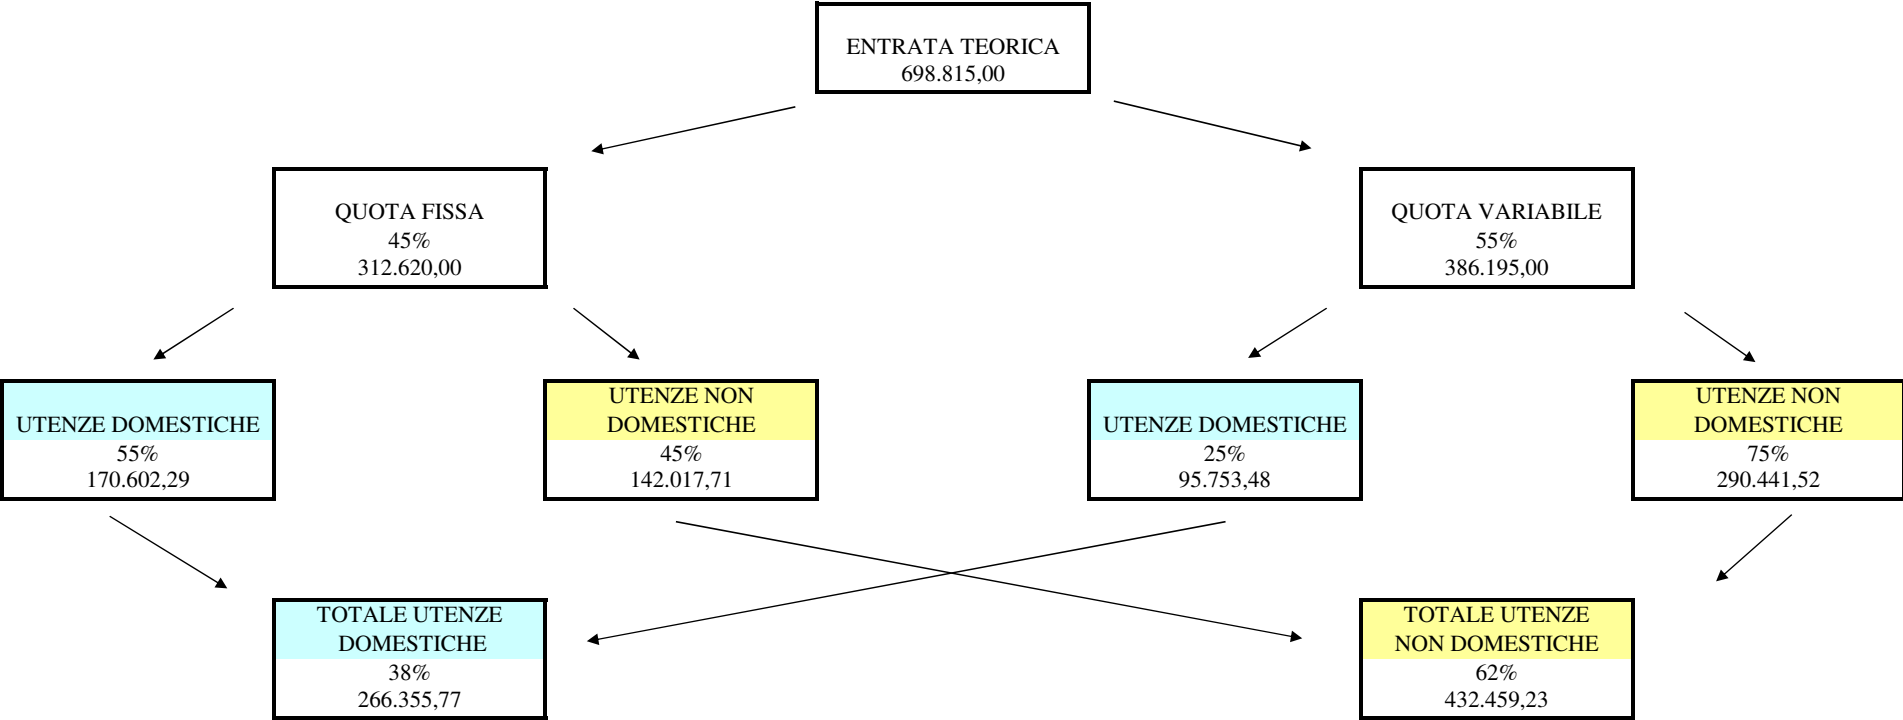 ENTRATA TEORICA
698.815,00
QUOTA FISSA
45%
312.620,00
QUOTA VARIABILE
55%
386.195,00
UTENZE DOMESTICHE
55%
170.602,29
UTENZE NON
DOMESTICHE
45%
142.017,71
UTENZE DOMESTICHE
25%
95.753,48
UTENZE NON
DOMESTICHE
75%
290.441,52
TOTALE UTENZE
DOMESTICHE
38%
266.355,77
TOTALE UTENZE
NON DOMESTICHE
62%
432.459,23